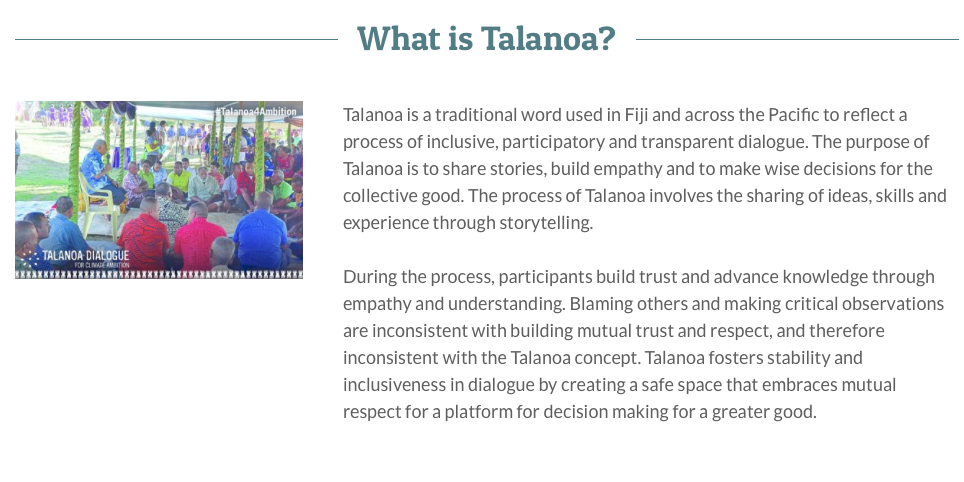 What is Talanoa?
#Talanoa4Ambition
TALANOA DIALOGUE
FOR CLIMATE AMBITION
Talanoa is a traditional word used in Fiji and across the Pacific to reflect a
process of inclusive, participatory and transparent dialogue. The purpose of
Talanoa is to share stories, build empathy and to make wise decisions for the
collective good. The process of Talanoa involves the sharing of ideas, skills and
experience through storytelling.
During the process, participants build trust and advance knowledge through
empathy and understanding. Blaming others and making critical observations
are inconsistent with building mutual trust and respect, and therefore
inconsistent with the Talanoa concept. Talanoa fosters stability and
inclusiveness in dialogue by creating a safe space that embraces mutual
respect for a platform for decision making for a greater good.